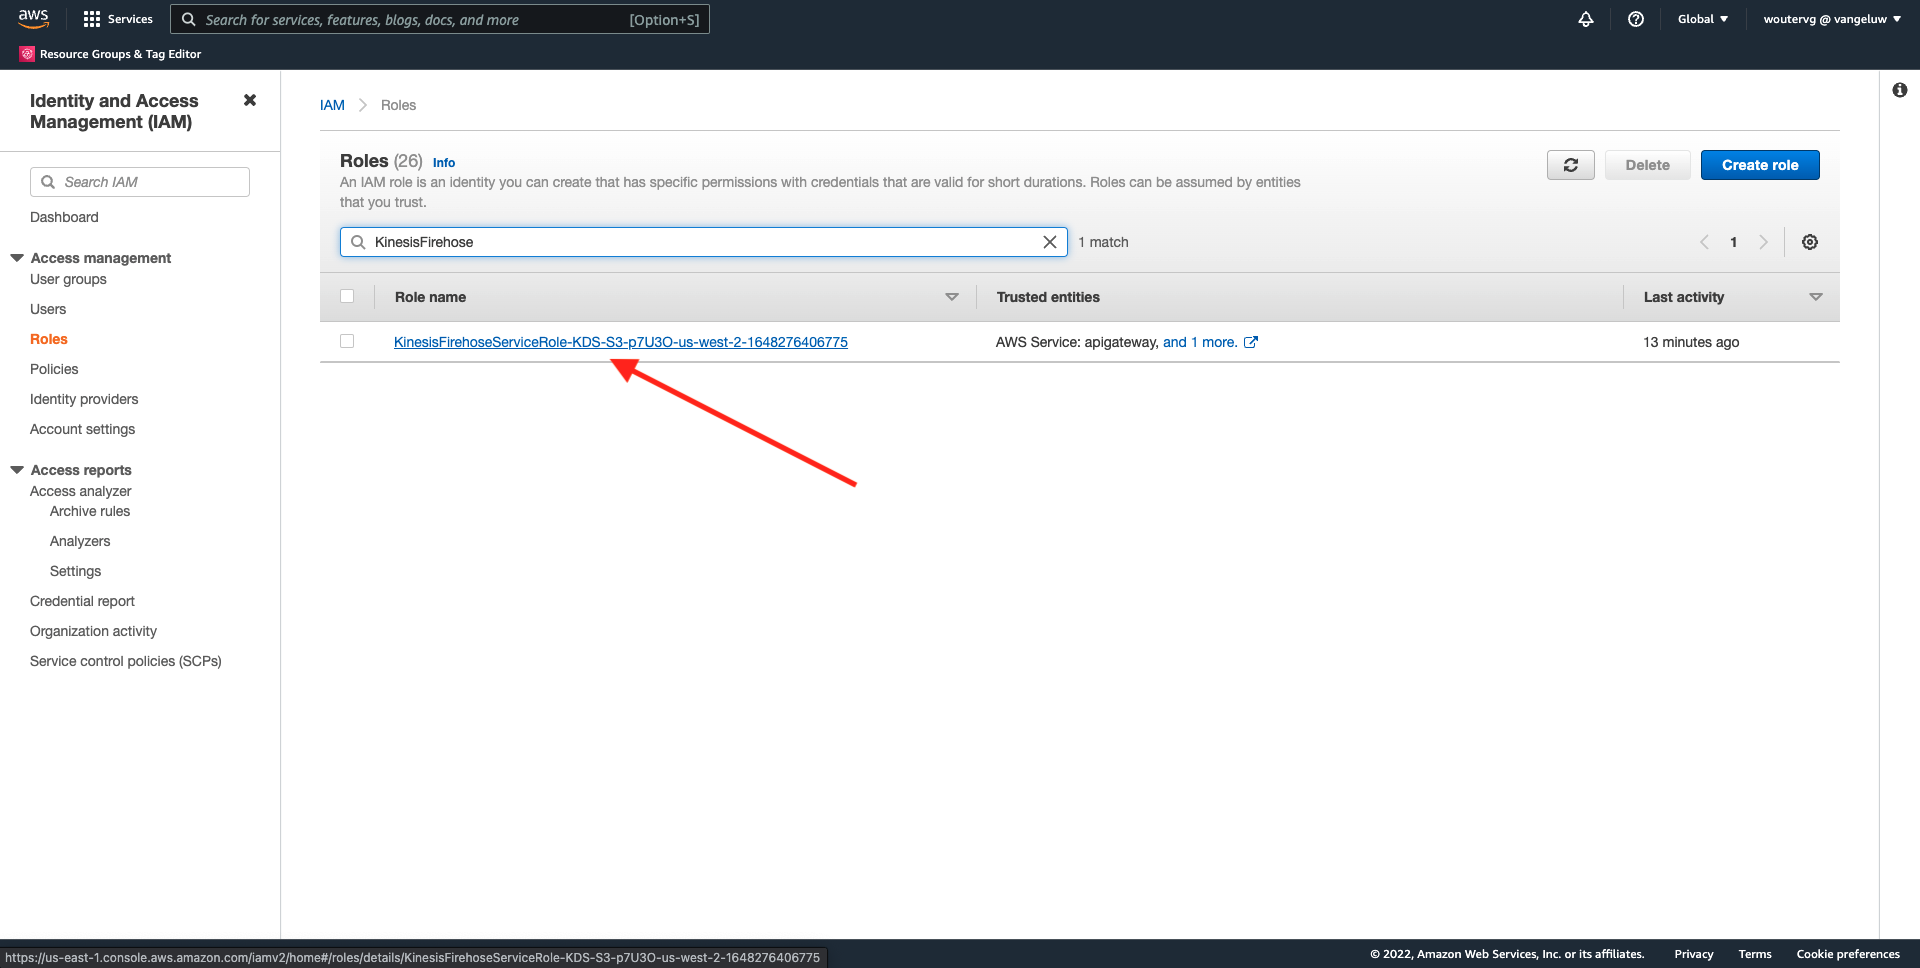 aws
Services
Search for services, features, blogs, docs, and more
[Option+S]
Global
woutervg @ vangeluw
Resource Groups & Tag Editor
Identity and Access
Management (IAM)
Search IAM
Dashboard
Access management
User groups
Users
Roles
Policies
Identity providers
Account settings
Access reports
Access analyzer
Archive rules
Analyzers
Settings
Credential report
Organization activity
Service control policies (SCPs)
IAM
Roles
Roles (26) Info
An IAM role is an identity you can create that has specific permissions with credentials that are valid for short durations. Roles can be assumed by entities
that you trust.
Delete
Create role
KinesisFirehose
1 match
1
Role name
Trusted entities
Last activity
KinesisFirehoseServiceRole-KDS-S3-p7U3O-us-west-2-1648276406775
AWS Service: apigateway, and 1 more.
13 minutes ago
© 2022, Amazon Web Services, Inc. or its affiliates.
Privacy
Terms
Cookie preferences
https://us-east-1.console.aws.amazon.com/iamv2/home#/roles/details/KinesisFirehoseServiceRole-KDS-S3-p7U3O-us-west-2-1648276406775